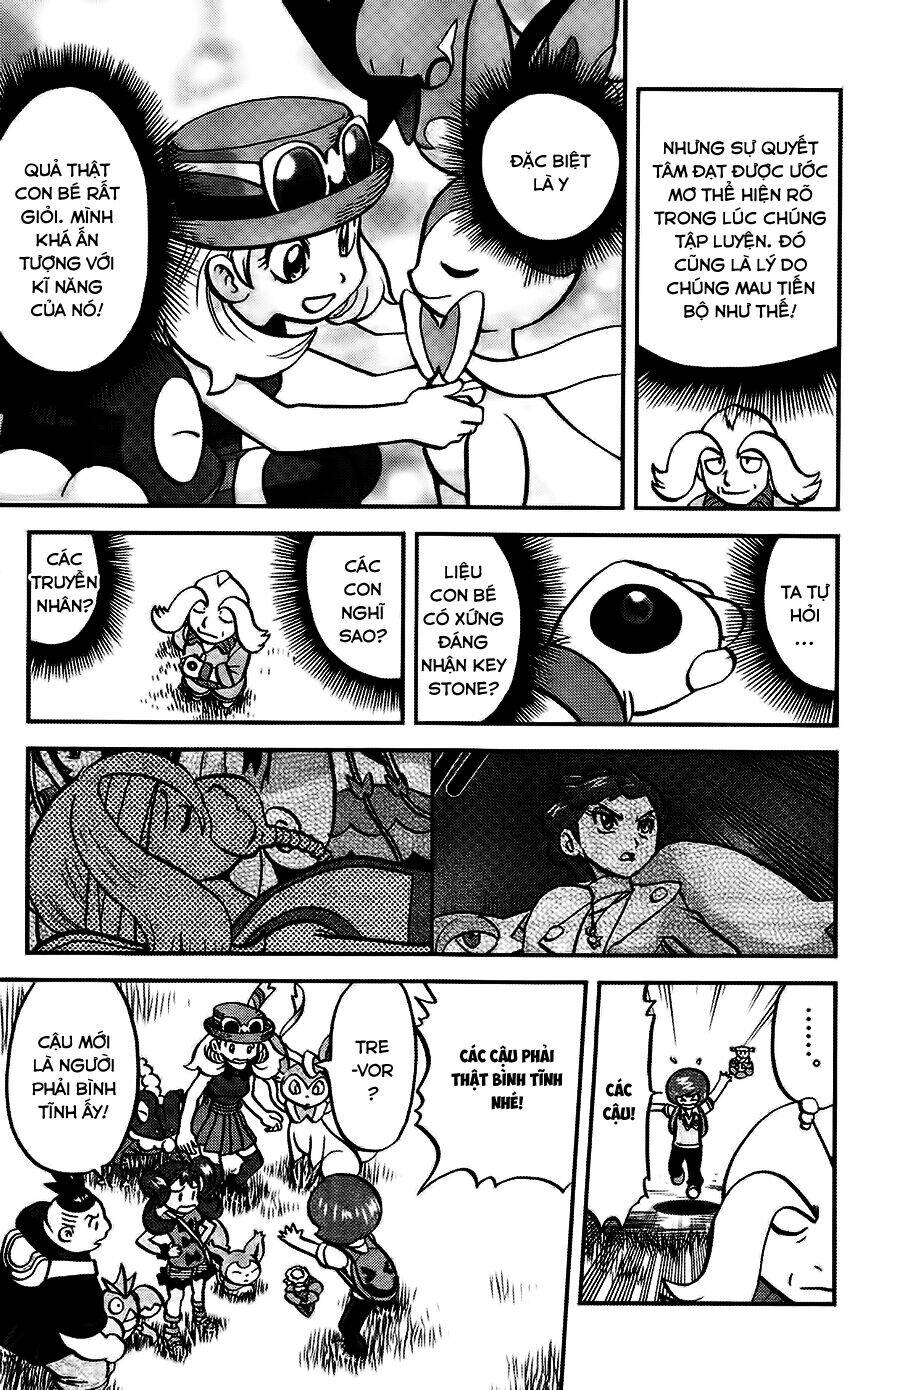 NHƯNG SỰ QUYẾT
TÂM ĐẠT ĐƯỢC ƯỚC
MƠ THỂ HIỆN RÕ
TRONG LÚC CHÚNG
TẬP LUYỆN. ĐÓ
CŨNG LÀ LÝ DO
CHÚNG MAU TIẾN
BỘ NHƯ THẾ!
ĐẶC BIỆT
LÀ Y
QUẢ THẬT
CON BÉ RẤT
GIỎI. MÌNH
KHÁ ẤN
TƯỢNG VỚI
KĨ NĂNG
CỦA NÓ!
TA TỰ
HỎI
...
LIỆU
CON BÉ
CÓ XỨNG
ĐÁNG
NHẬN KEY
STONE?
CÁC
CON
NGHĨ
SAO?
CÁC
TRUYỀN
NHÂN?
......
CÁC
CẬU!
CÁC CẬU PHẢI
THẬT BÌNH TĨNH
NHÉ!
TRE
-VOR
?
CẬU MỚI
LÀ NGƯỜI
PHẢI BÌNH
TĨNH ẤY!